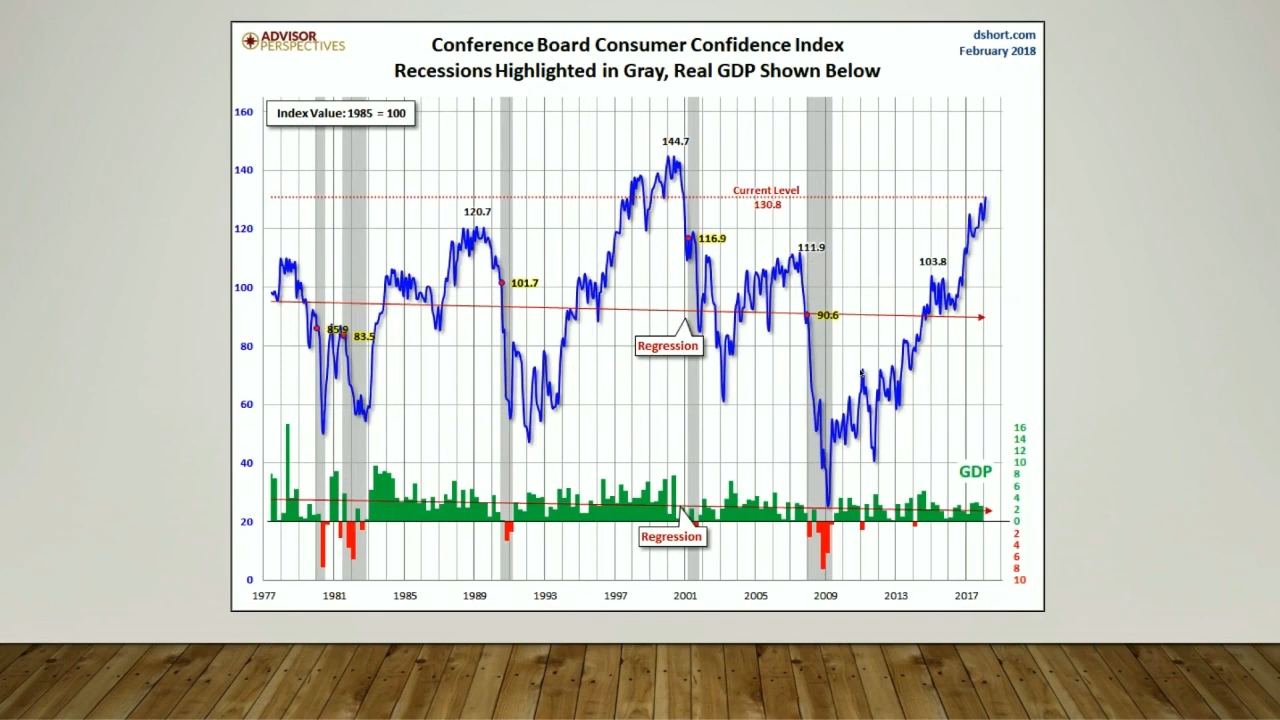 ADVISOR
PERSPECTIVES
Conference Board Consumer Confidence Index
Recessions Highlighted in Gray, Real GDP Shown Below
dshort.com
February 2018
Index Value: 1985 = 100
160
140
120
100
80
60
40
20
0
144.7
Current Level
130.8
120.7
116.9
111.9
103.8
101.7
90.6
85.9
83.5
Regression
GDP
Regression
16
14
12
10
8
6
4
2
0
2
4
6
8
10
1977 1981 1985 1989 1993 1997 2001 2005 2009 2013 2017